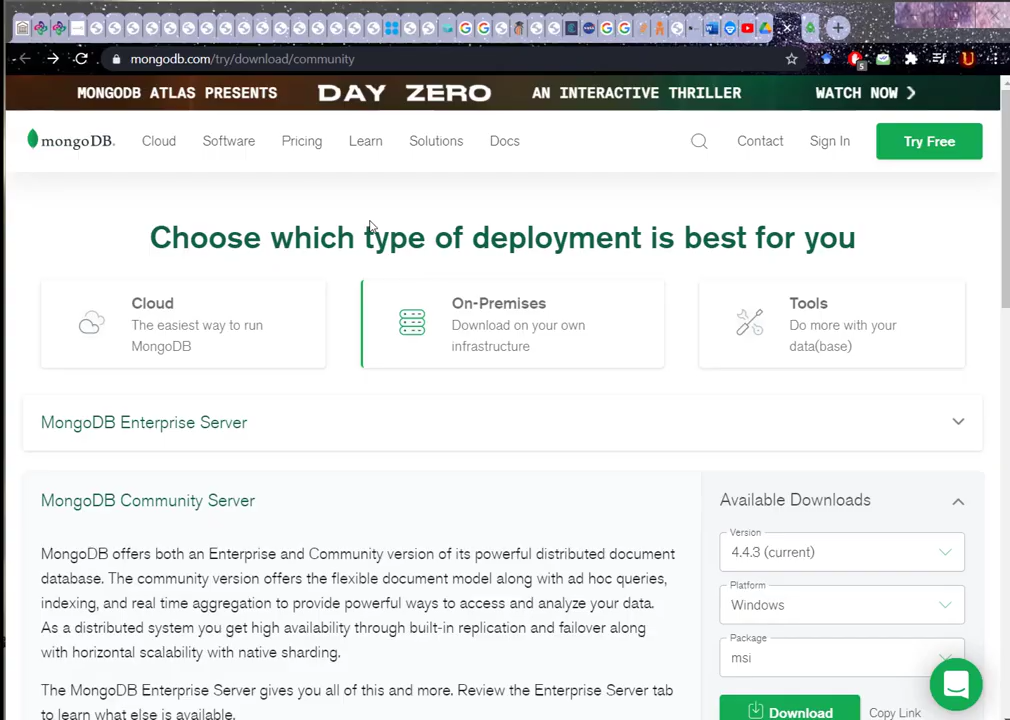 mongodb.com/try/download/community
5
MONGODB ATLAS PRESENTS DAY ZERO AN INTERACTIVE THRILLER WATCH NOW
mongoDB. Cloud Software Pricing Learn Solutions Docs Contact Sign In Try Free
Choose which type of deployment is best for you
Cloud
The easiest way to run
MongoDB
On-Premises
Download on your own
infrastructure
Tools
Do more with your
data(base)
MongoDB Enterprise Server
MongoDB Community Server
MongoDB offers both an Enterprise and Community version of its powerful distributed document
database. The community version offers the flexible document model along with ad hoc queries,
indexing, and real time aggregation to provide powerful ways to access and analyze your data.
As a distributed system you get high availability through built-in replication and failover along
with horizontal scalability with native sharding.
The MongoDB Enterprise Server gives you all of this and more. Review the Enterprise Server tab
to learn what else is available.
Available Downloads
Version
4.4.3 (current)
Platform
Windows
Package
msi
Download Copy Link